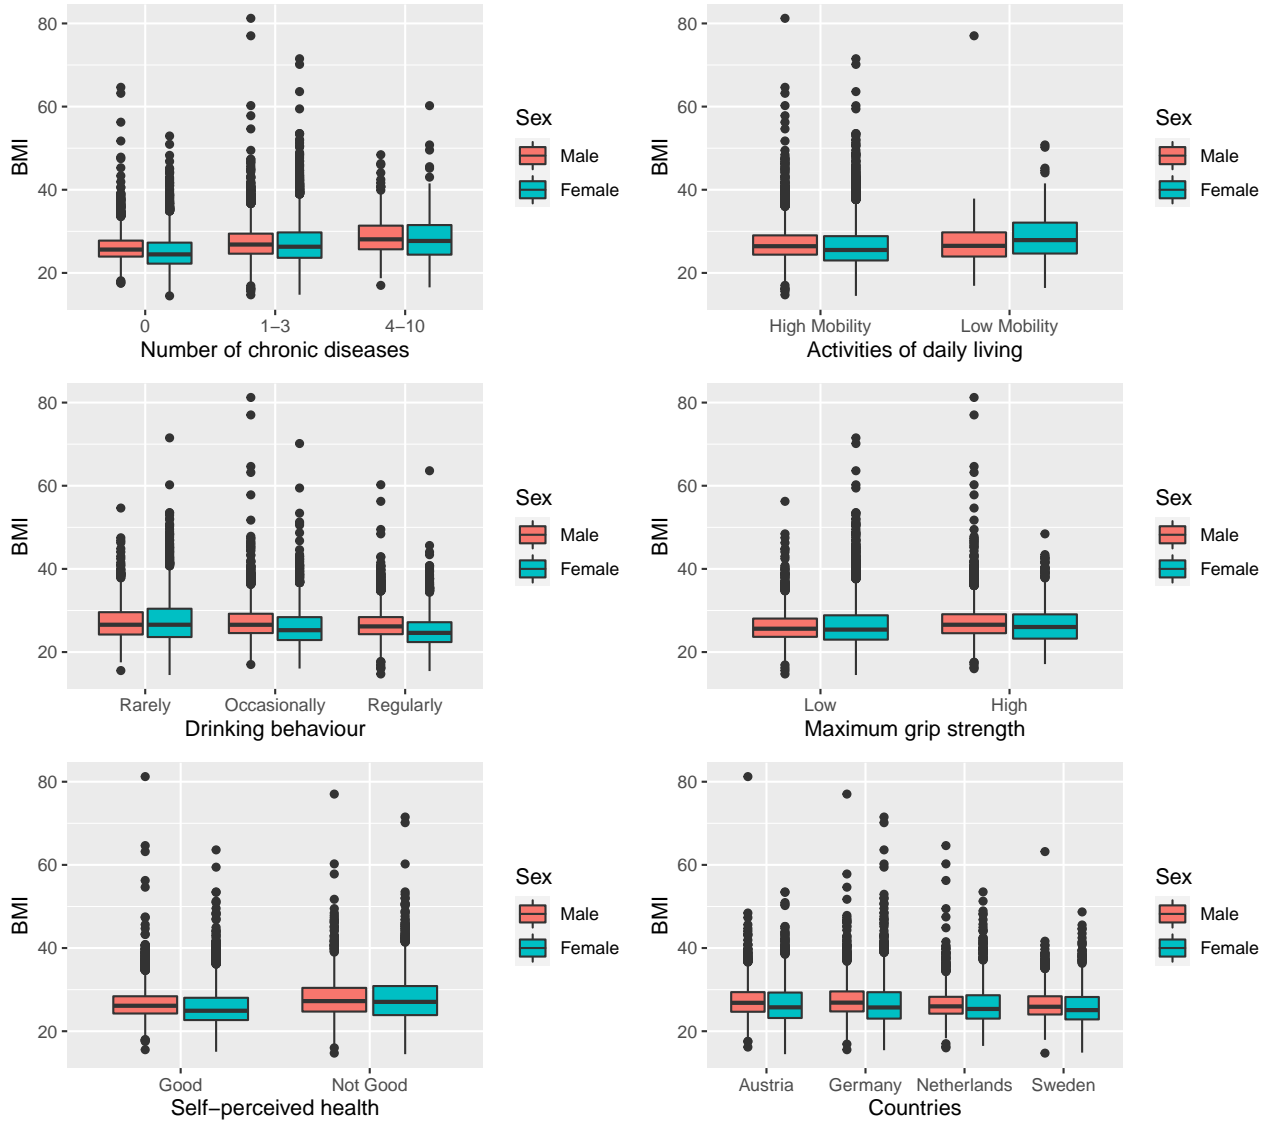 80
60
40
20
BMI
0
1−3
4−10
Number of chronic diseases
Sex
Male
Female
80
60
40
20
BMI
High Mobility
Low Mobility
Activities of daily living
Sex
Male
Female
80
60
40
20
BMI
Rarely
Occasionally
Regularly
Drinking behaviour
Sex
Male
Female
80
60
40
20
BMI
Low
High
Maximum grip strength
Sex
Male
Female
80
60
40
20
BMI
Good
Not Good
Self−perceived health
Sex
Male
Female
80
60
40
20
BMI
Austria
Germany
Netherlands
Sweden
Countries
Sex
Male
Female